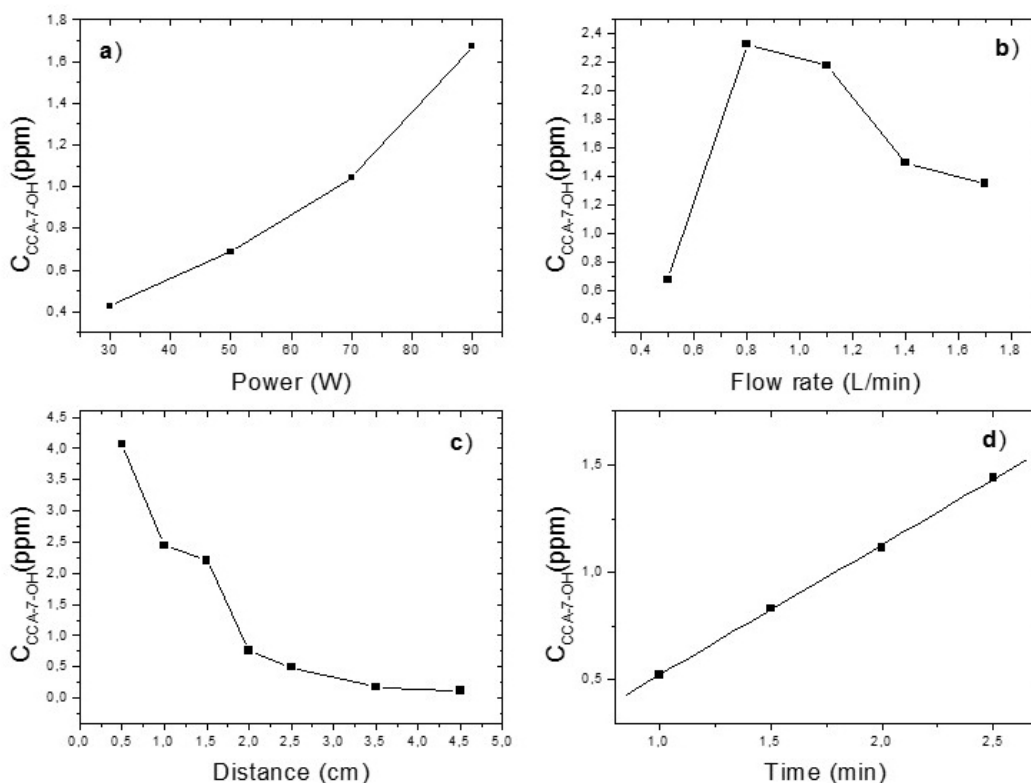 a)
1,8
1,6
1,4
1,2
1,0
0,8
0,6
0,4
C_CCA-7-OH(ppm)
30 40 50 60 70 80 90
Power (W)
b)
2,4
2,2
2,0
1,8
1,6
1,4
1,2
1,0
0,8
0,6
0,4
C_CCA-7-OH(ppm)
0,4 0,6 0,8 1,0 1,2 1,4 1,6 1,8
Flow rate (L/min)
c)
4,5
4,0
3,5
3,0
2,5
2,0
1,5
1,0
0,5
0,0
C_CCA-7-OH(ppm)
0,0 0,5 1,0 1,5 2,0 2,5 3,0 3,5 4,0 4,5 5,0
Distance (cm)
d)
1,5
1,0
0,5
C_CCA-7-OH(ppm)
1,0 1,5 2,0 2,5
Time (min)